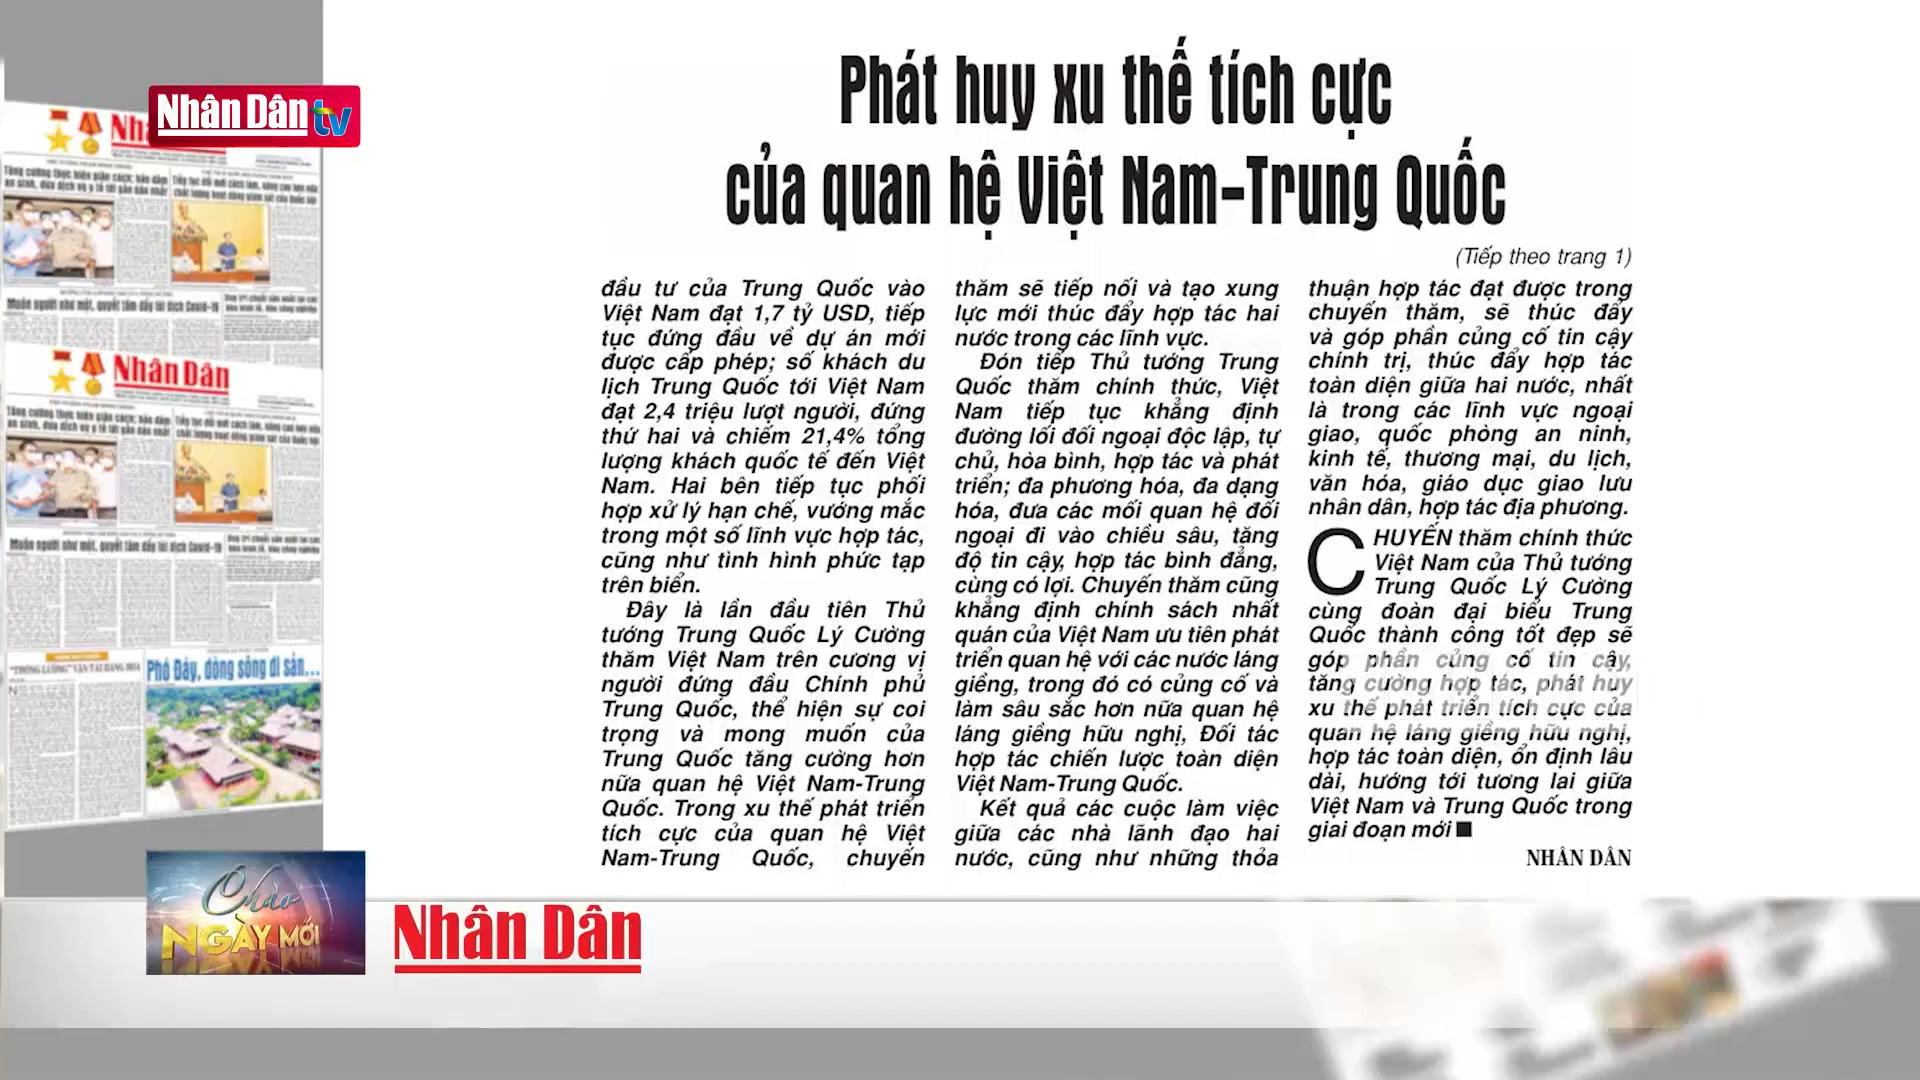 Nhân Dân tv
Nhân Dân
Phó Đáy, dòng sông di sản...
Phát huy xu thế tích cực
của quan hệ Việt Nam-Trung Quốc
(Tiếp theo trang 1)
đầu tư của Trung Quốc vào
Việt Nam đạt 1,7 tỷ USD, tiếp
tục đứng đầu về dự án mới
được cấp phép; số khách du
lịch Trung Quốc tới Việt Nam
đạt 2,4 triệu lượt người, đứng
thứ hai và chiếm 21,4% tổng
lượng khách quốc tế đến Việt
Nam. Hai bên tiếp tục phối
hợp xử lý hạn chế, vướng mắc
trong một số lĩnh vực hợp tác,
cũng như tình hình phức tạp
trên biển.
Đây là lần đầu tiên Thủ
tướng Trung Quốc Lý Cường
thăm Việt Nam trên cương vị
người đứng đầu Chính phủ
Trung Quốc, thể hiện sự coi
trọng và mong muốn của
Trung Quốc tăng cường hơn
nữa quan hệ Việt Nam-Trung
Quốc. Trong xu thế phát triển
tích cực của quan hệ Việt
Nam-Trung Quốc, chuyến
thăm sẽ tiếp nối và tạo xung
lực mới thúc đẩy hợp tác hai
nước trong các lĩnh vực.
Đón tiếp Thủ tướng Trung
Quốc thăm chính thức, Việt
Nam tiếp tục khẳng định
đường lối đối ngoại độc lập, tự
chủ, hòa bình, hợp tác và phát
triển; đa phương hóa, đa dạng
hóa, đưa các mối quan hệ đối
ngoại đi vào chiều sâu, tăng
độ tin cậy, hợp tác bình đẳng,
cùng có lợi. Chuyến thăm cũng
khẳng định chính sách nhất
quán của Việt Nam ưu tiên phát
triển quan hệ với các nước láng
giềng, trong đó có củng cố và
làm sâu sắc hơn nữa quan hệ
láng giềng hữu nghị, Đối tác
hợp tác chiến lược toàn diện
Việt Nam-Trung Quốc.
Kết quả các cuộc làm việc
giữa các nhà lãnh đạo hai
nước, cũng như những thỏa
thuận hợp tác đạt được trong
chuyến thăm, sẽ thúc đẩy
và góp phần củng cố tin cậy
chính trị, thúc đẩy hợp tác
toàn diện giữa hai nước, nhất
là trong các lĩnh vực ngoại
giao, quốc phòng an ninh,
kinh tế, thương mại, du lịch,
văn hóa, giáo dục giao lưu
nhân dân, hợp tác địa phương.
CHUYẾN thăm chính thức
Việt Nam của Thủ tướng
Trung Quốc Lý Cường
cùng đoàn đại biểu Trung
Quốc thành công tốt đẹp sẽ
góp phần củng cố tin cậy,
tăng cường hợp tác, phát huy
xu thế phát triển tích cực của
quan hệ láng giềng hữu nghị,
hợp tác toàn diện, ổn định lâu
dài, hướng tới tương lai giữa
Việt Nam và Trung Quốc trong
giai đoạn mới ■
NHÂN DÂN
Chào
NGÀY MỚI
Nhân Dân